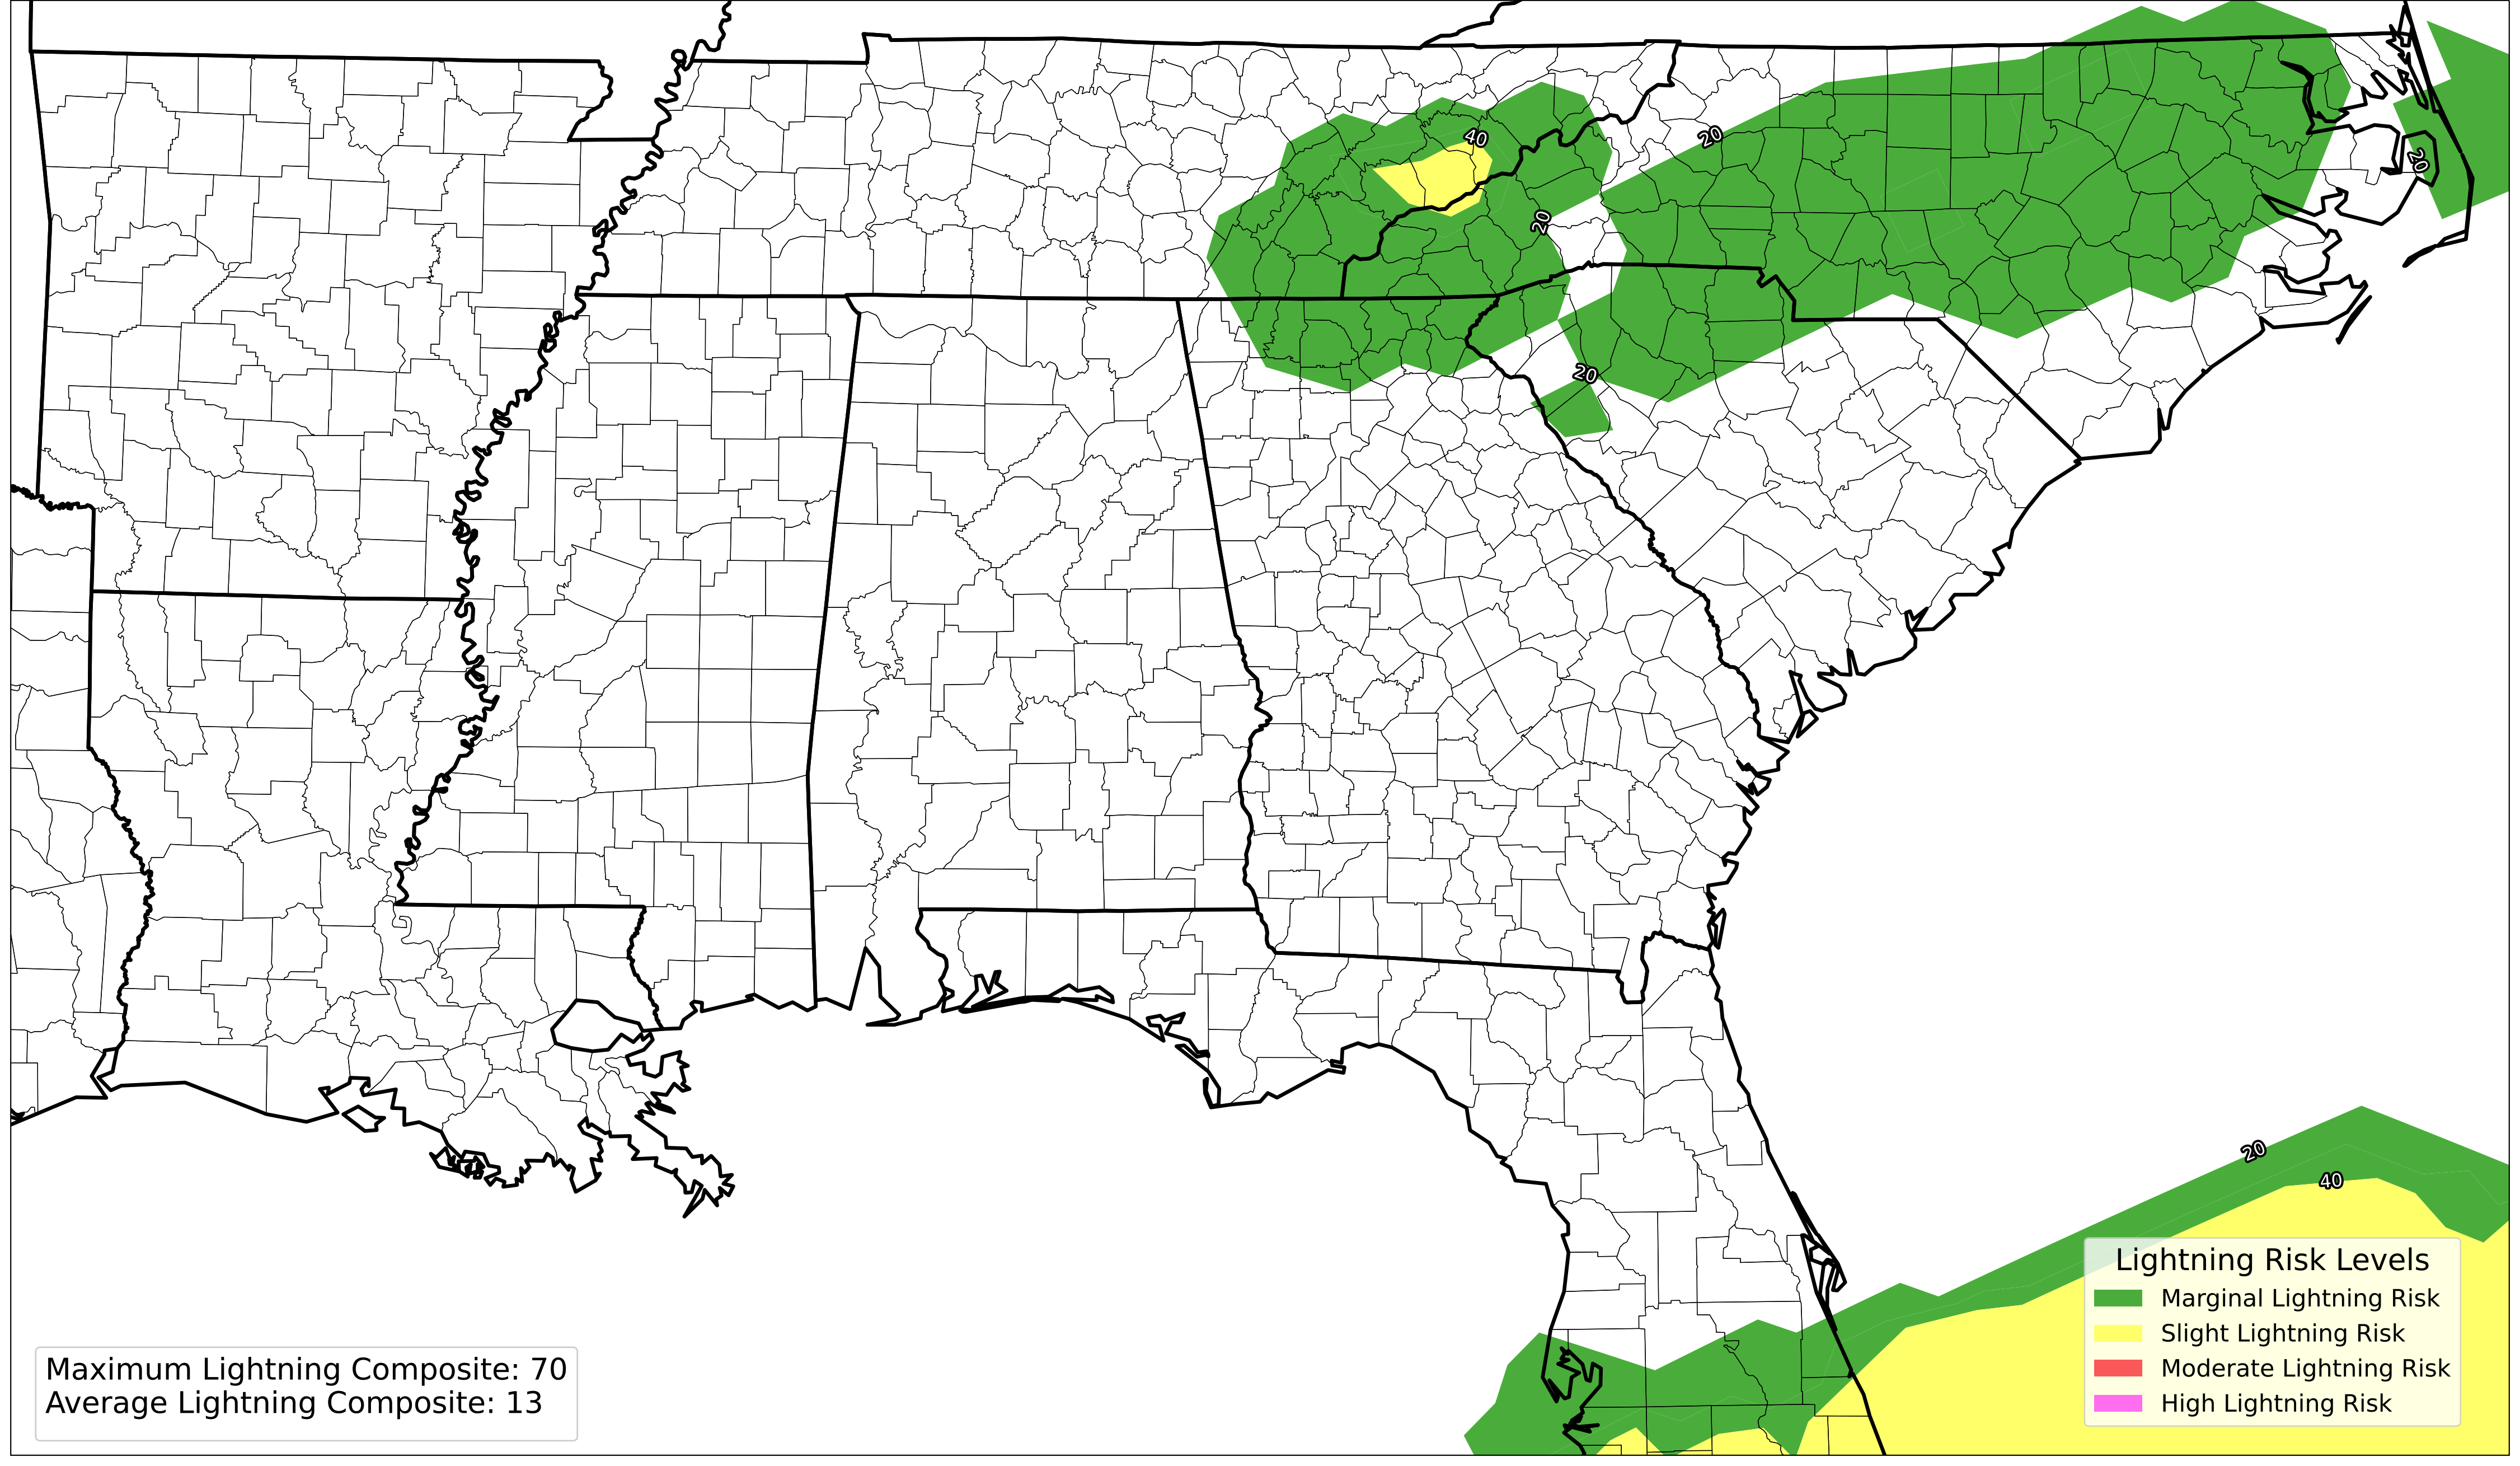 40
20
20
20
20
20
40
Lightning Risk Levels
Marginal Lightning Risk
Slight Lightning Risk
Moderate Lightning Risk
High Lightning Risk
Maximum Lightning Composite: 70
Average Lightning Composite: 13